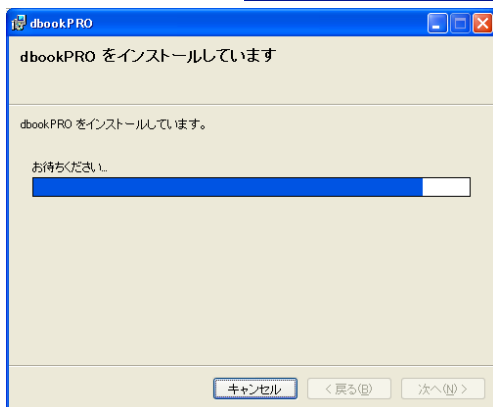 dbookPRO
dbookPRO をインストールしています
dbookPRO をインストールしています。
お待ちください...
キャンセル
< 戻る(B)
次へ(N) >